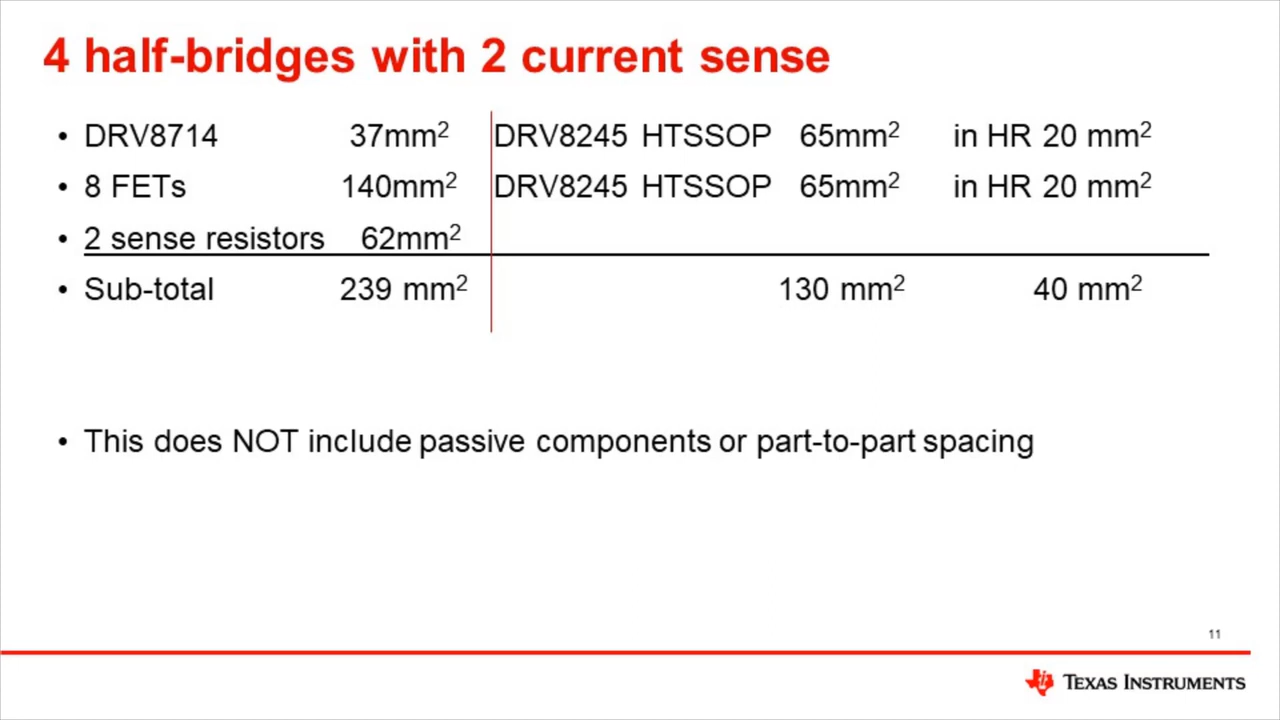 4 half-bridges with 2 current sense
• DRV8714 37mm² DRV8245 HTSSOP 65mm² in HR 20 mm²
• 8 FETs 140mm² DRV8245 HTSSOP 65mm² in HR 20 mm²
• 2 sense resistors 62mm²
• Sub-total 239 mm² 130 mm² 40 mm²
• This does NOT include passive components or part-to-part spacing
11
TEXAS INSTRUMENTS